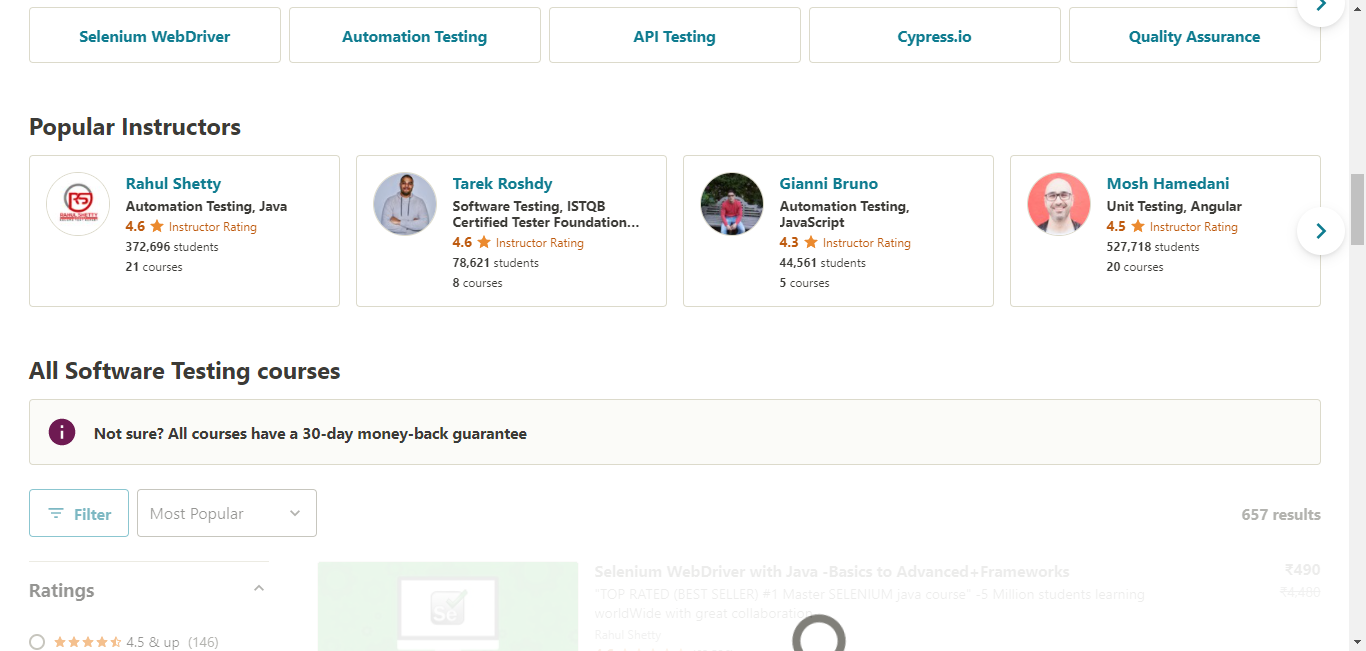 Selenium WebDriver
Automation Testing
API Testing
Cypress.io
Quality Assurance
Popular Instructors
RS
RAHUL SHETTY
Rahul Shetty
Automation Testing, Java
4.6 Instructor Rating
372,696 students
21 courses
Tarek Roshdy
Software Testing, ISTQB
Certified Tester Foundation...
4.6 Instructor Rating
78,621 students
8 courses
Gianni Bruno
Automation Testing,
JavaScript
4.3 Instructor Rating
44,561 students
5 courses
Mosh Hamedani
Unit Testing, Angular
4.5 Instructor Rating
527,718 students
20 courses
All Software Testing courses
i Not sure? All courses have a 30-day money-back guarantee
Filter
Most Popular
657 results
Ratings
4.5 & up (146)
Se
Selenium WebDriver with Java -Basics to Advanced+Frameworks
₹490
"TOP RATED (BEST SELLER) #1 Master SELENIUM java course" -5 Million students learning
₹4,480
worldWide with great collaboration
Rahul Shetty